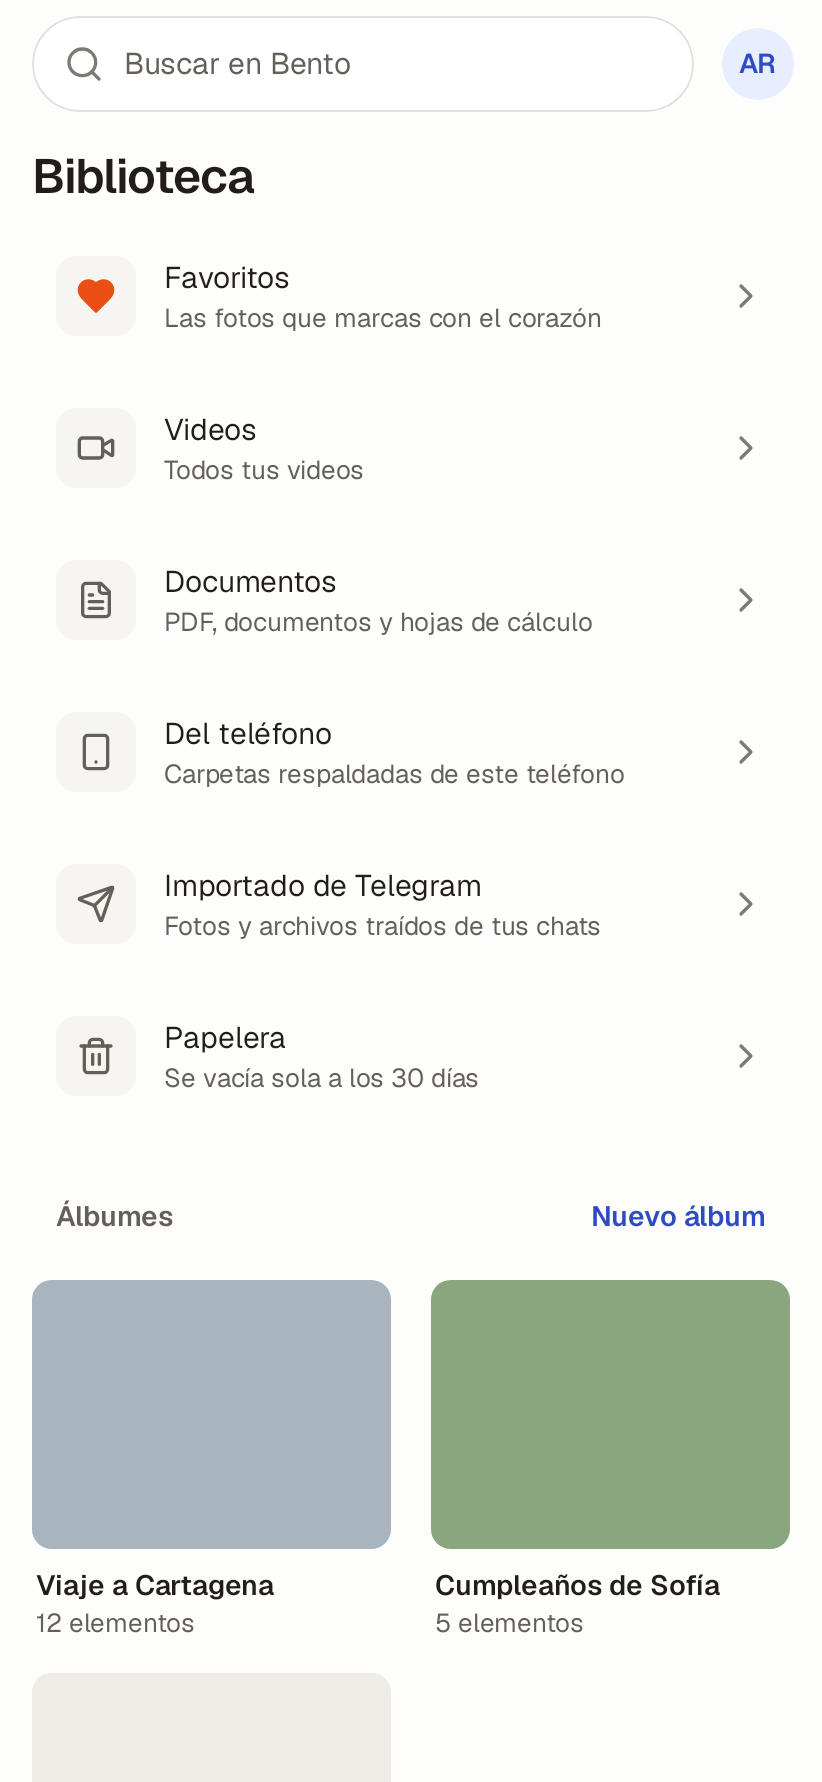 Buscar en Bento
AR
Biblioteca
Favoritos
Las fotos que marcas con el corazón
Videos
Todos tus videos
Documentos
PDF, documentos y hojas de cálculo
Del teléfono
Carpetas respaldadas de este teléfono
Importado de Telegram
Fotos y archivos traídos de tus chats
Papelera
Se vacía sola a los 30 días
Álbumes
Nuevo álbum
Viaje a Cartagena
12 elementos
Cumpleaños de Sofía
5 elementos